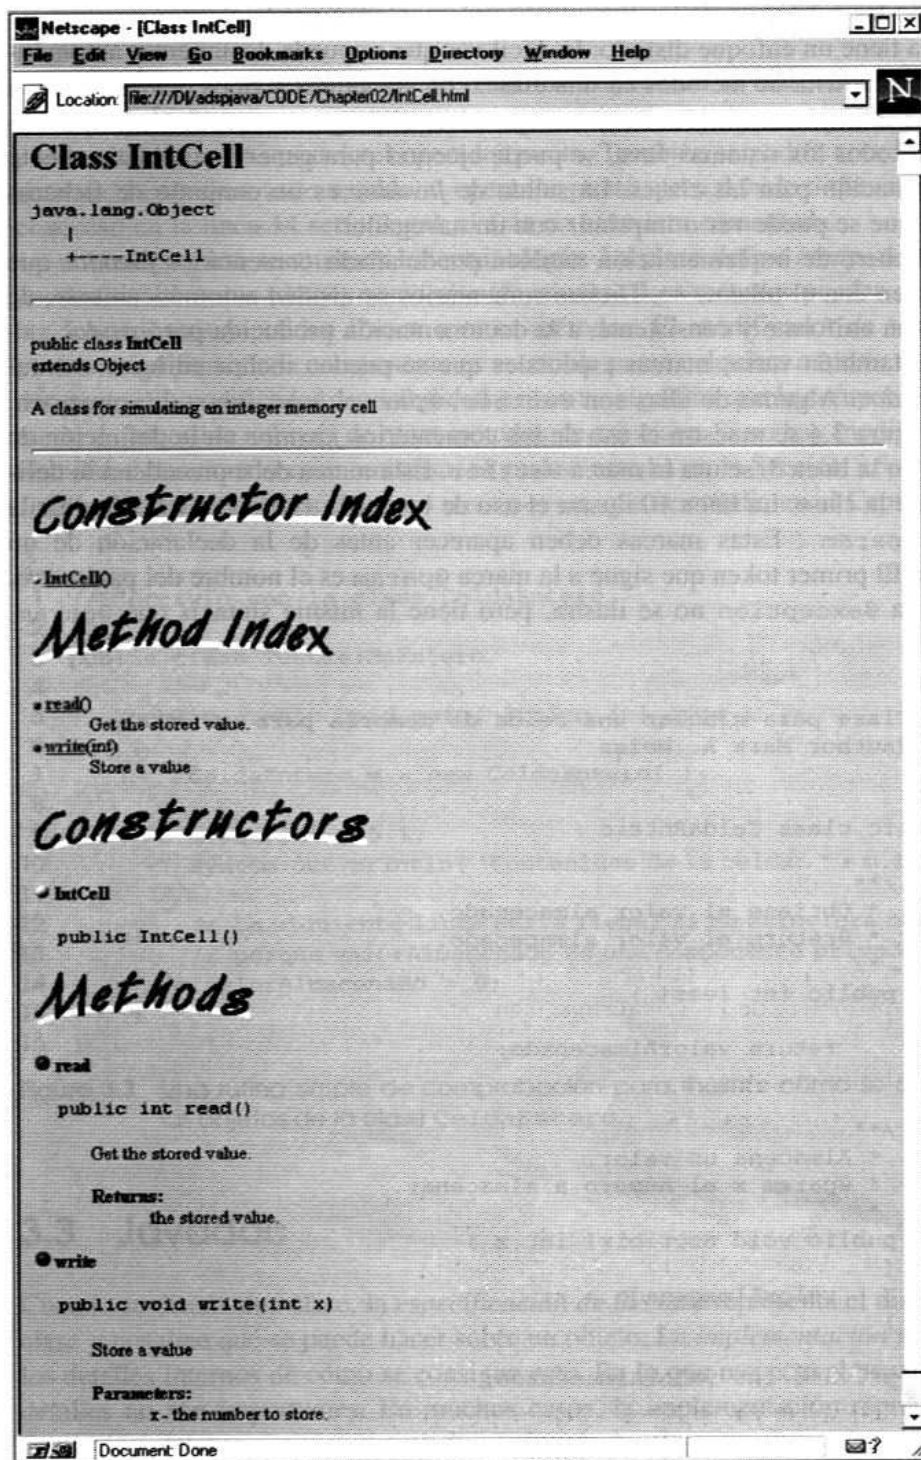 Netscape - [Class IntCell]
File Edit View Go Bookmarks Options Directory Window Help
Location: file:///D|/adspjava/CODE/Chapter02/IntCell.html
N
Class IntCell
java.lang.Object
|
+----IntCell
public class IntCell
extends Object
A class for simulating an integer memory cell
Constructor Index
IntCell()
Method Index
read()
Get the stored value.
write(int)
Store a value
Constructors
IntCell
public IntCell()
Methods
read
public int read()
Get the stored value.
Returns:
the stored value.
write
public void write(int x)
Store a value
Parameters:
x - the number to store.
Document: Done